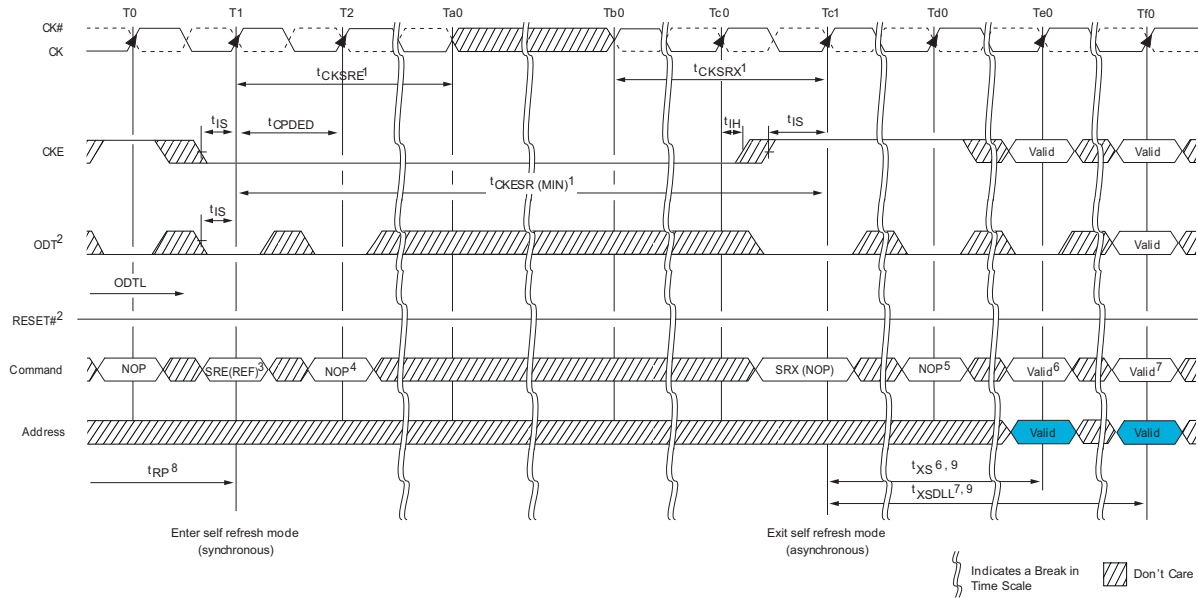 T0 T1 T2 Ta0 Tb0 Tc0 Tc1 Td0 Te0 Tf0
CK#
CK
tCKSRE1 tCKSRX1
tIS tCPDED tIH tIS
CKE Valid Valid
tCKESR (MIN)1
tIS
ODT2 Valid
ODTL
RESET#2
Command NOP SRE(REF)3 NOP4 SRX (NOP) NOP5 Valid6 Valid7
Address Valid Valid
tRP8 tXS6, 9
tXSDLL7, 9
Enter self refresh mode
(synchronous)
Exit self refresh mode
(asynchronous)
Indicates a Break in
Time Scale
Don't Care